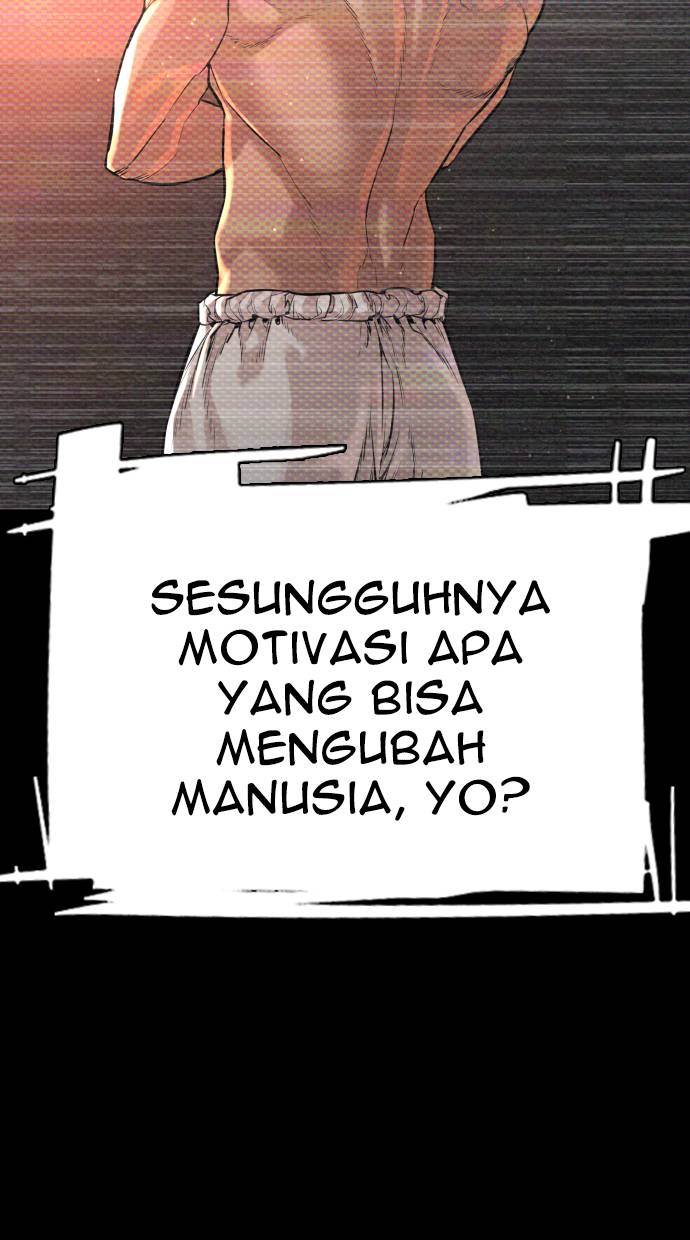 SESUNGGUHNYA
MOTIVASI APA
YANG BISA
MENGUBAH
MANUSIA, YO?